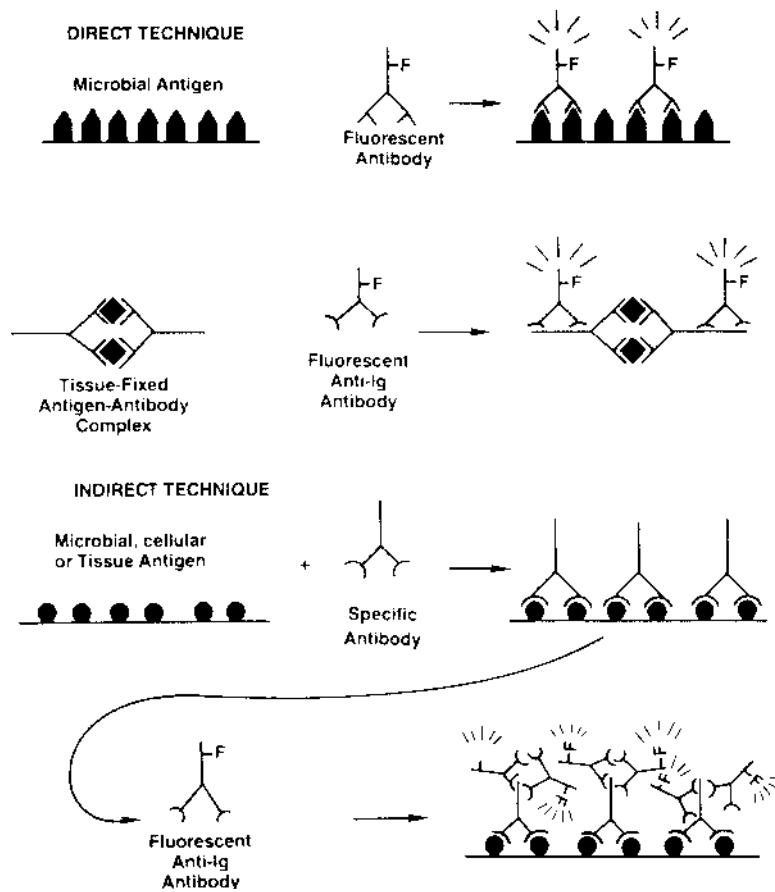 DIRECT TECHNIQUE
Microbial Antigen
F
Fluorescent
Antibody
F
F
F
Tissue-Fixed
Antigen-Antibody
Complex
Fluorescent
Anti-Ig
Antibody
F
F
INDIRECT TECHNIQUE
Microbial, cellular
or Tissue Antigen
+
Specific
Antibody
F
Fluorescent
Anti-Ig
Antibody
F
F
F
F
F
F